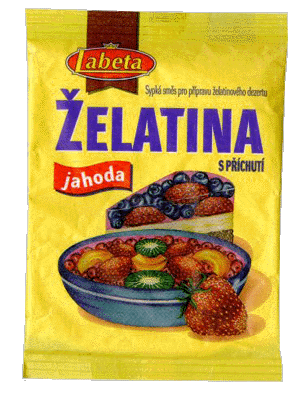 Labeta
Sypká směs pro přípravu želatinového dezertu
ŽELATINA
S PŘÍCHUTÍ
jahoda